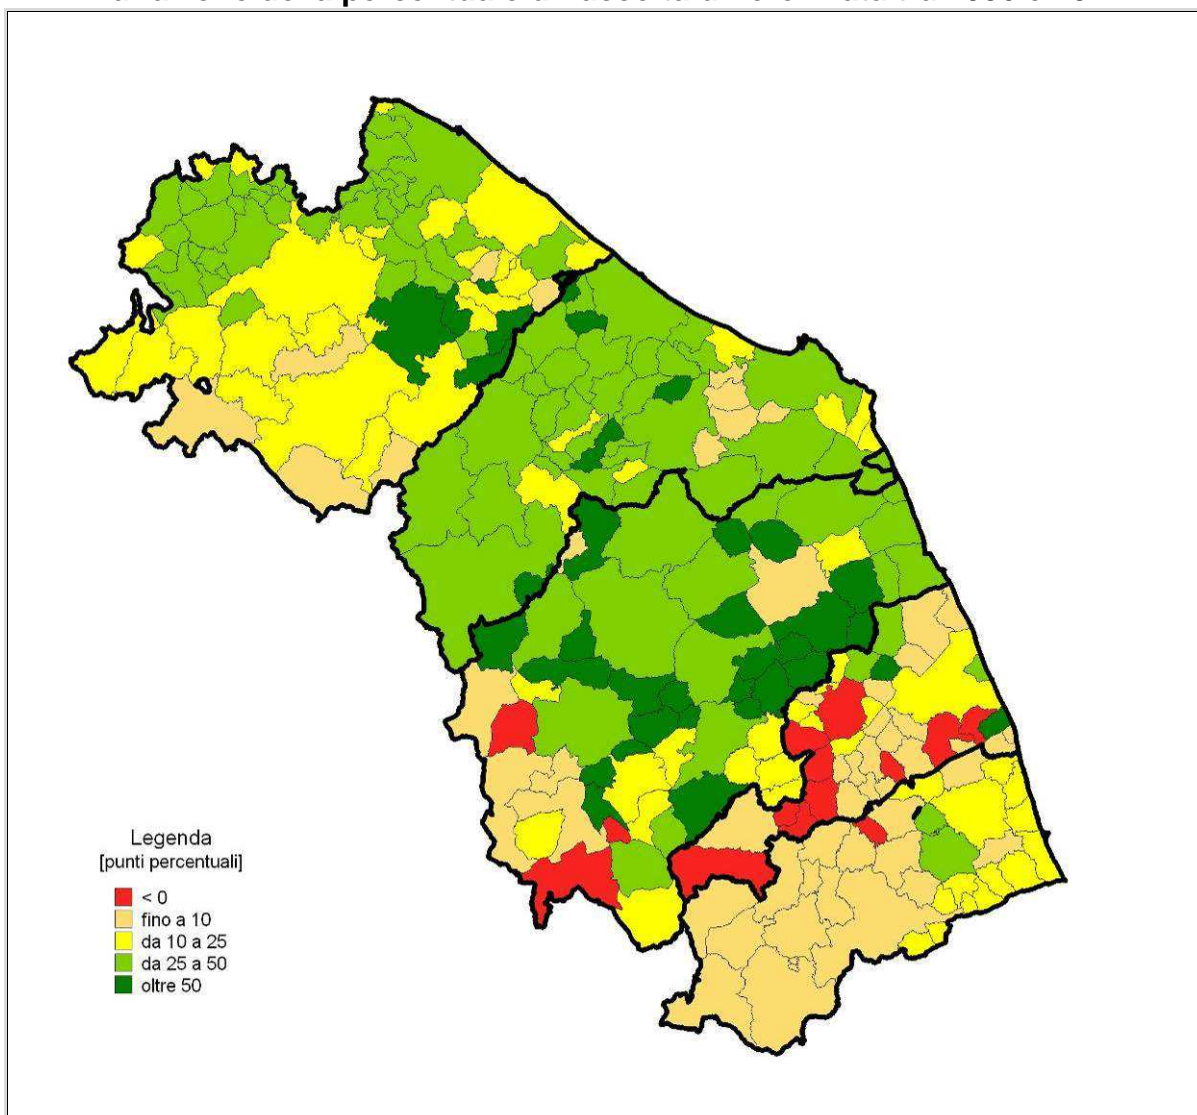 Legenda
[punti percentuali]
< 0
fino a 10
da 10 a 25
da 25 a 50
oltre 50